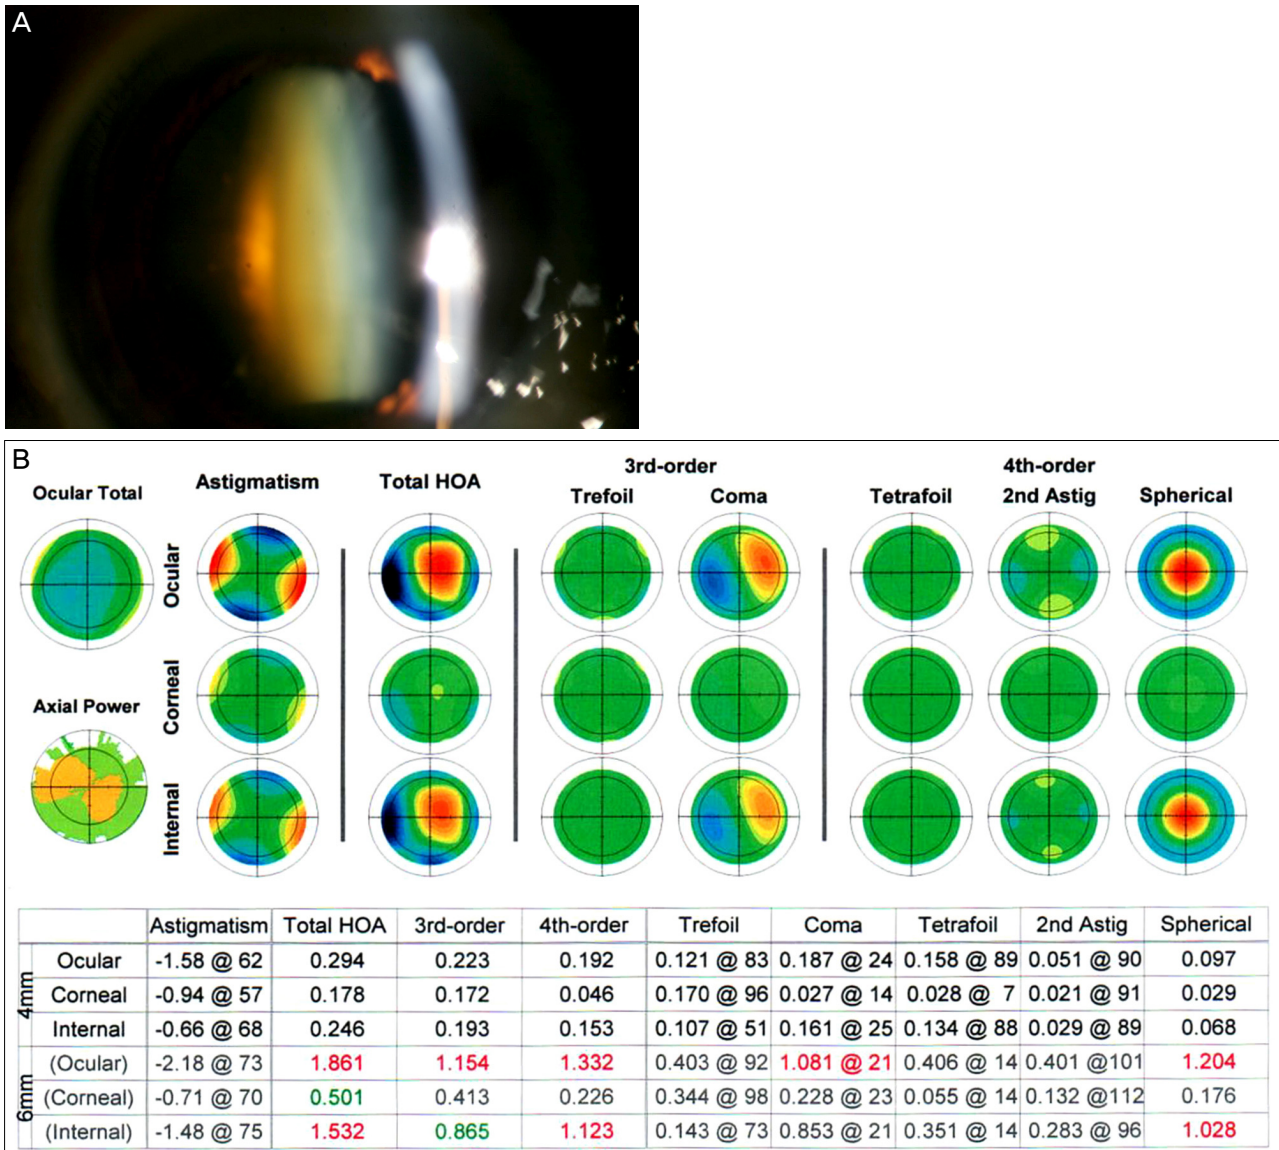 A
B
Ocular Total
Astigmatism
Total HOA
3rd-order
Trefoil
Coma
4th-order
Tetrafoil
2nd Astig
Spherical
Ocular
Axial Power
Corneal
Internal
Astigmatism Total HOA 3rd-order 4th-order Trefoil Coma Tetrafoil 2nd Astig Spherical
4mm
Ocular -1.58 @ 62 0.294 0.223 0.192 0.121 @ 83 0.187 @ 24 0.158 @ 89 0.051 @ 90 0.097
Corneal -0.94 @ 57 0.178 0.172 0.046 0.170 @ 96 0.027 @ 14 0.028 @ 7 0.021 @ 91 0.029
Internal -0.66 @ 68 0.246 0.193 0.153 0.107 @ 51 0.161 @ 25 0.134 @ 88 0.029 @ 89 0.068
6mm
(Ocular) -2.18 @ 73 1.861 1.154 1.332 0.403 @ 92 1.081 @ 21 0.406 @ 14 0.401 @101 1.204
(Corneal) -0.71 @ 70 0.501 0.413 0.226 0.344 @ 98 0.228 @ 23 0.055 @ 14 0.132 @112 0.176
(Internal) -1.48 @ 75 1.532 0.865 1.123 0.143 @ 73 0.853 @ 21 0.351 @ 14 0.283 @ 96 1.028